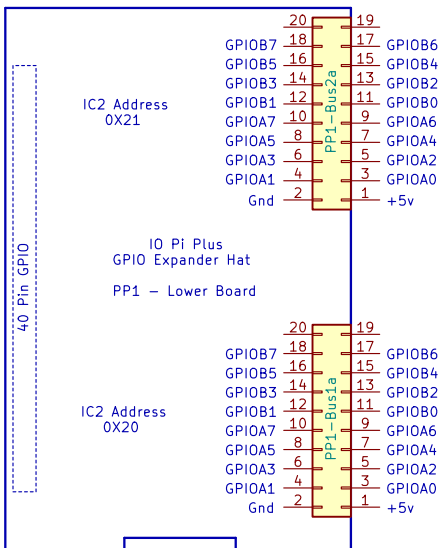 20 19
GPIOB7 18 17 GPIOB6
GPIOB5 16 15 GPIOB4
GPIOB3 14 13 GPIOB2
GPIOB1 12 11 GPIOB0
GPIOA7 10 9 GPIOA6
GPIOA5 8 7 GPIOA4
GPIOA3 6 5 GPIOA2
GPIOA1 4 3 GPIOA0
Gnd 2 1 +5v
PP1-Bus2a
IC2 Address
0X21
40 Pin GPIO
IO Pi Plus
GPIO Expander Hat
PP1 - Lower Board
20 19
GPIOB7 18 17 GPIOB6
GPIOB5 16 15 GPIOB4
GPIOB3 14 13 GPIOB2
GPIOB1 12 11 GPIOB0
GPIOA7 10 9 GPIOA6
GPIOA5 8 7 GPIOA4
GPIOA3 6 5 GPIOA2
GPIOA1 4 3 GPIOA0
Gnd 2 1 +5v
PP1-Bus1a
IC2 Address
0X20